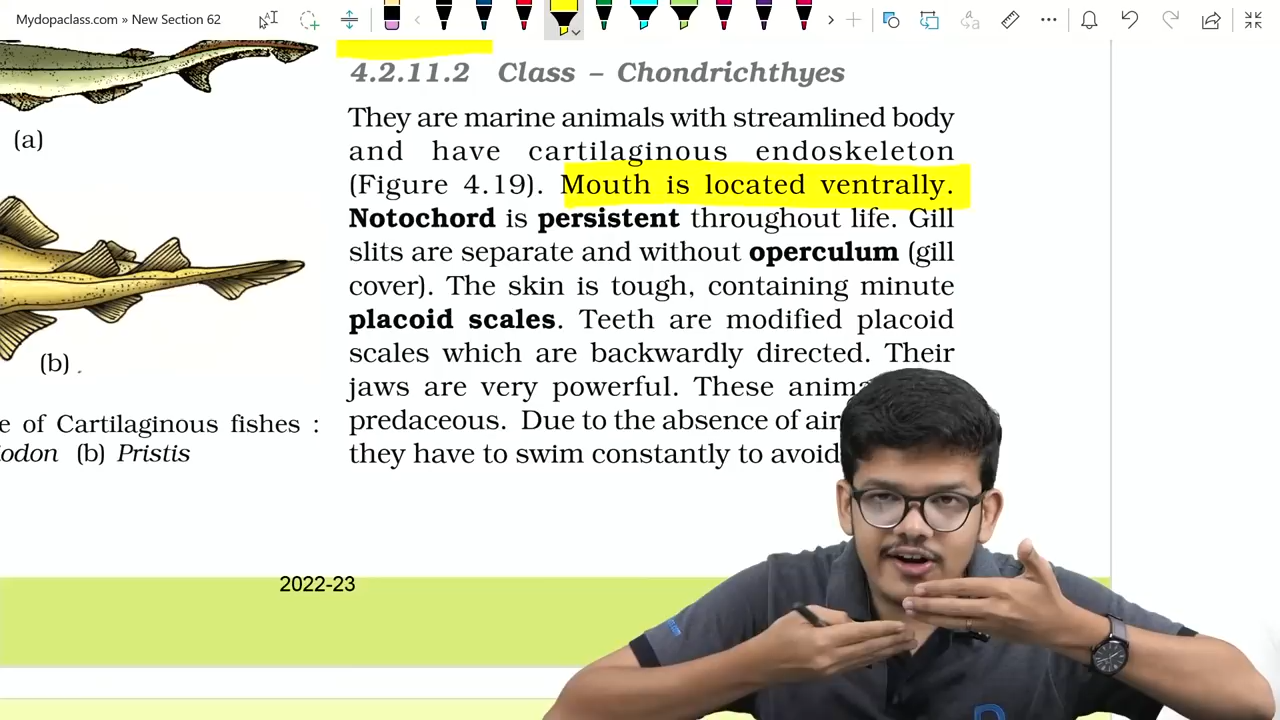 Mydopaclass.com » New Section 62
4.2.11.2 Class – Chondrichthyes
They are marine animals with streamlined body
and have cartilaginous endoskeleton
(Figure 4.19). Mouth is located ventrally.
Notochord is persistent throughout life. Gill
slits are separate and without operculum (gill
cover). The skin is tough, containing minute
placoid scales. Teeth are modified placoid
scales which are backwardly directed. Their
jaws are very powerful. These
predaceous. Due to the absence of air
they have to swim constantly to avoid
(a)
(b)
of Cartilaginous fishes :
(b) Pristis
2022-23